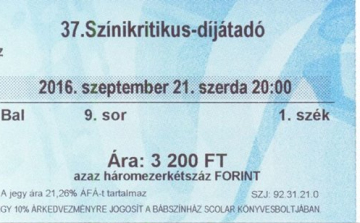 37.Színikritikus-díjátadó
z
2016. szeptember 21. szerda 20:00
Bal 9. sor 1. szék
Ára: 3 200 FT
azaz háromezerkétszáz FORINT
A jegy ára 21,26% ÁFÁ-t tartalmaz SZJ: 92.31.21.0
GY 10% ÁRKEDVEZMÉNYRE JOGOSÍT A BÁBSZÍNHÁZ SCOLAR KÖNYVESBOLTJÁBAN